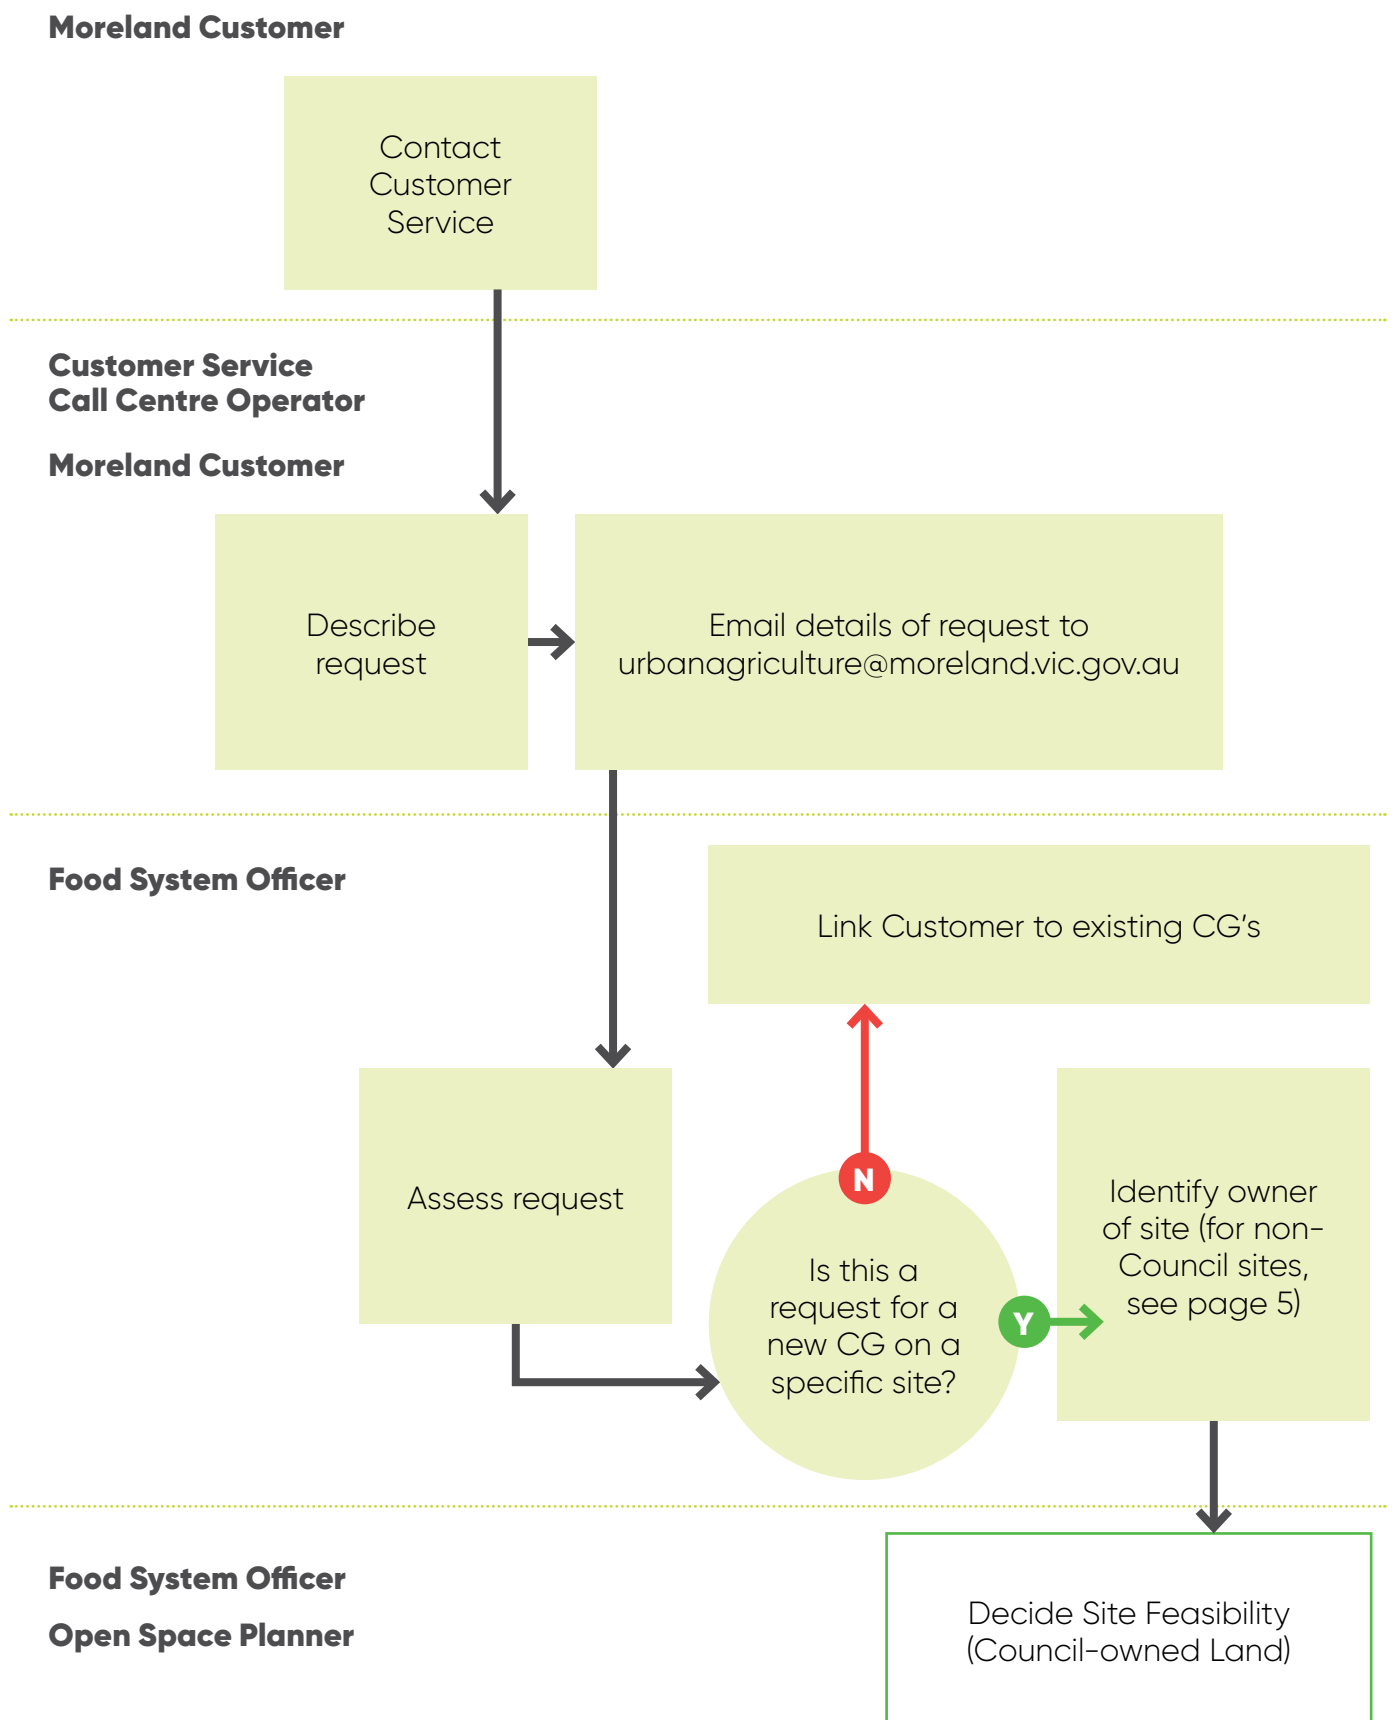 Moreland Customer
Contact
Customer
Service
Customer Service
Call Centre Operator
Moreland Customer
Describe
request
Email details of request to
urbanagriculture@moreland.vic.gov.au
Food System Officer
Link Customer to existing CG's
Assess request
N
Is this a
request for a
new CG on a
specific site?
Y
Identify owner
of site (for non-
Council sites,
see page 5)
Food System Officer
Open Space Planner
Decide Site Feasibility
(Council-owned Land)